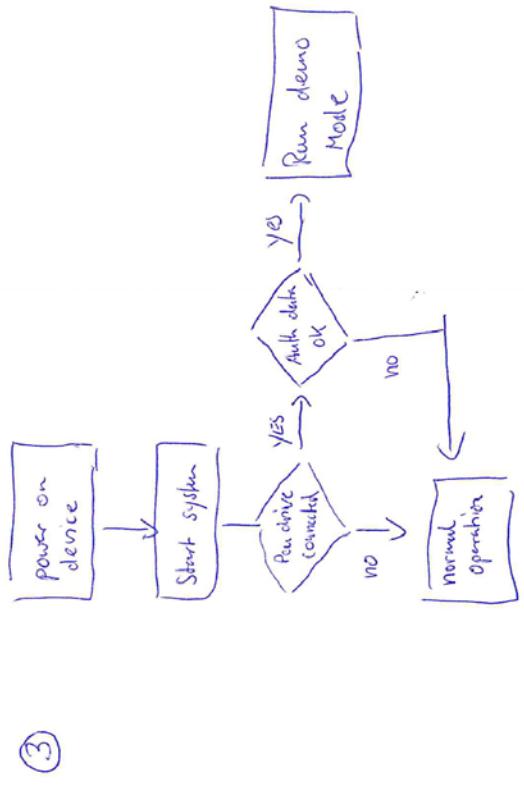 3
power on
device
Start system
Pen drive
connected
YES
no
Auth data
OK
yes
no
Run demo
Mode
normal
operation